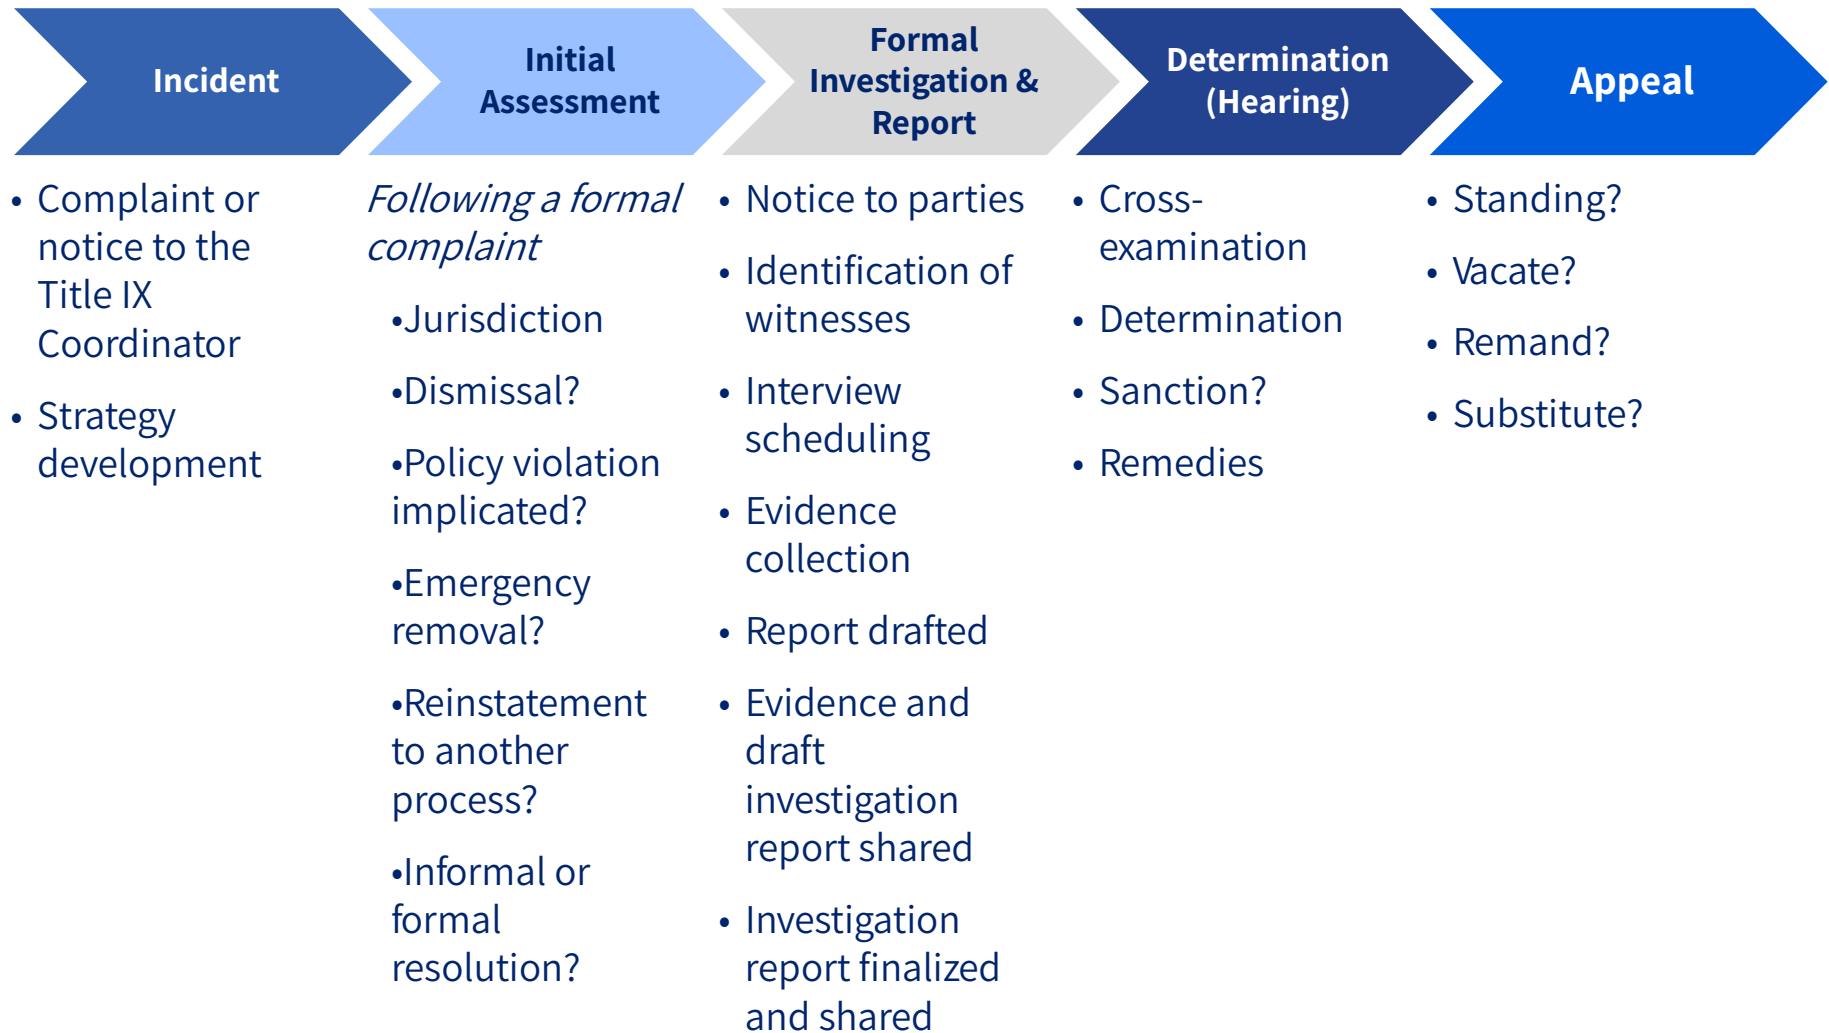 Incident
Initial
Assessment
Formal
Investigation &
Report
Determination
(Hearing)
Appeal
• Complaint or
notice to the
Title IX
Coordinator
• Strategy
development
Following a formal
complaint
•Jurisdiction
•Dismissal?
•Policy violation
implicated?
•Emergency
removal?
•Reinstatement
to another
process?
•Informal or
formal
resolution?
• Notice to parties
• Identification of
witnesses
• Interview
scheduling
• Evidence
collection
• Report drafted
• Evidence and
draft
investigation
report shared
• Investigation
report finalized
and shared
• Cross-
examination
• Determination
• Sanction?
• Remedies
• Standing?
• Vacate?
• Remand?
• Substitute?